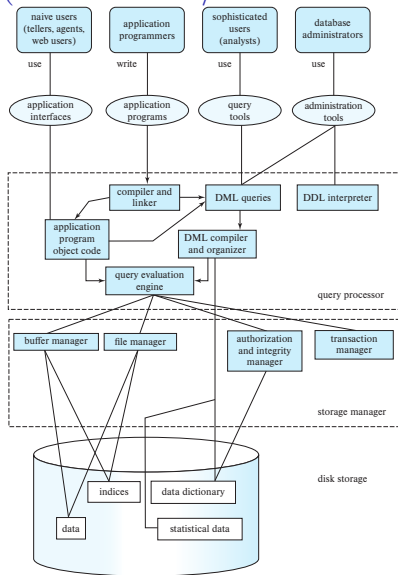 naive users
(tellers, agents,
web users)
application
programmers
sophisticated
users
(analysts)
database
administrators
use
write
use
use
application
interfaces
application
programs
query
tools
administration
tools
compiler and
linker
DML queries
DDL interpreter
application
program
object code
DML compiler
and organizer
query evaluation
engine
query processor
buffer manager
file manager
authorization
and integrity
manager
transaction
manager
storage manager
disk storage
indices
data dictionary
data
statistical data